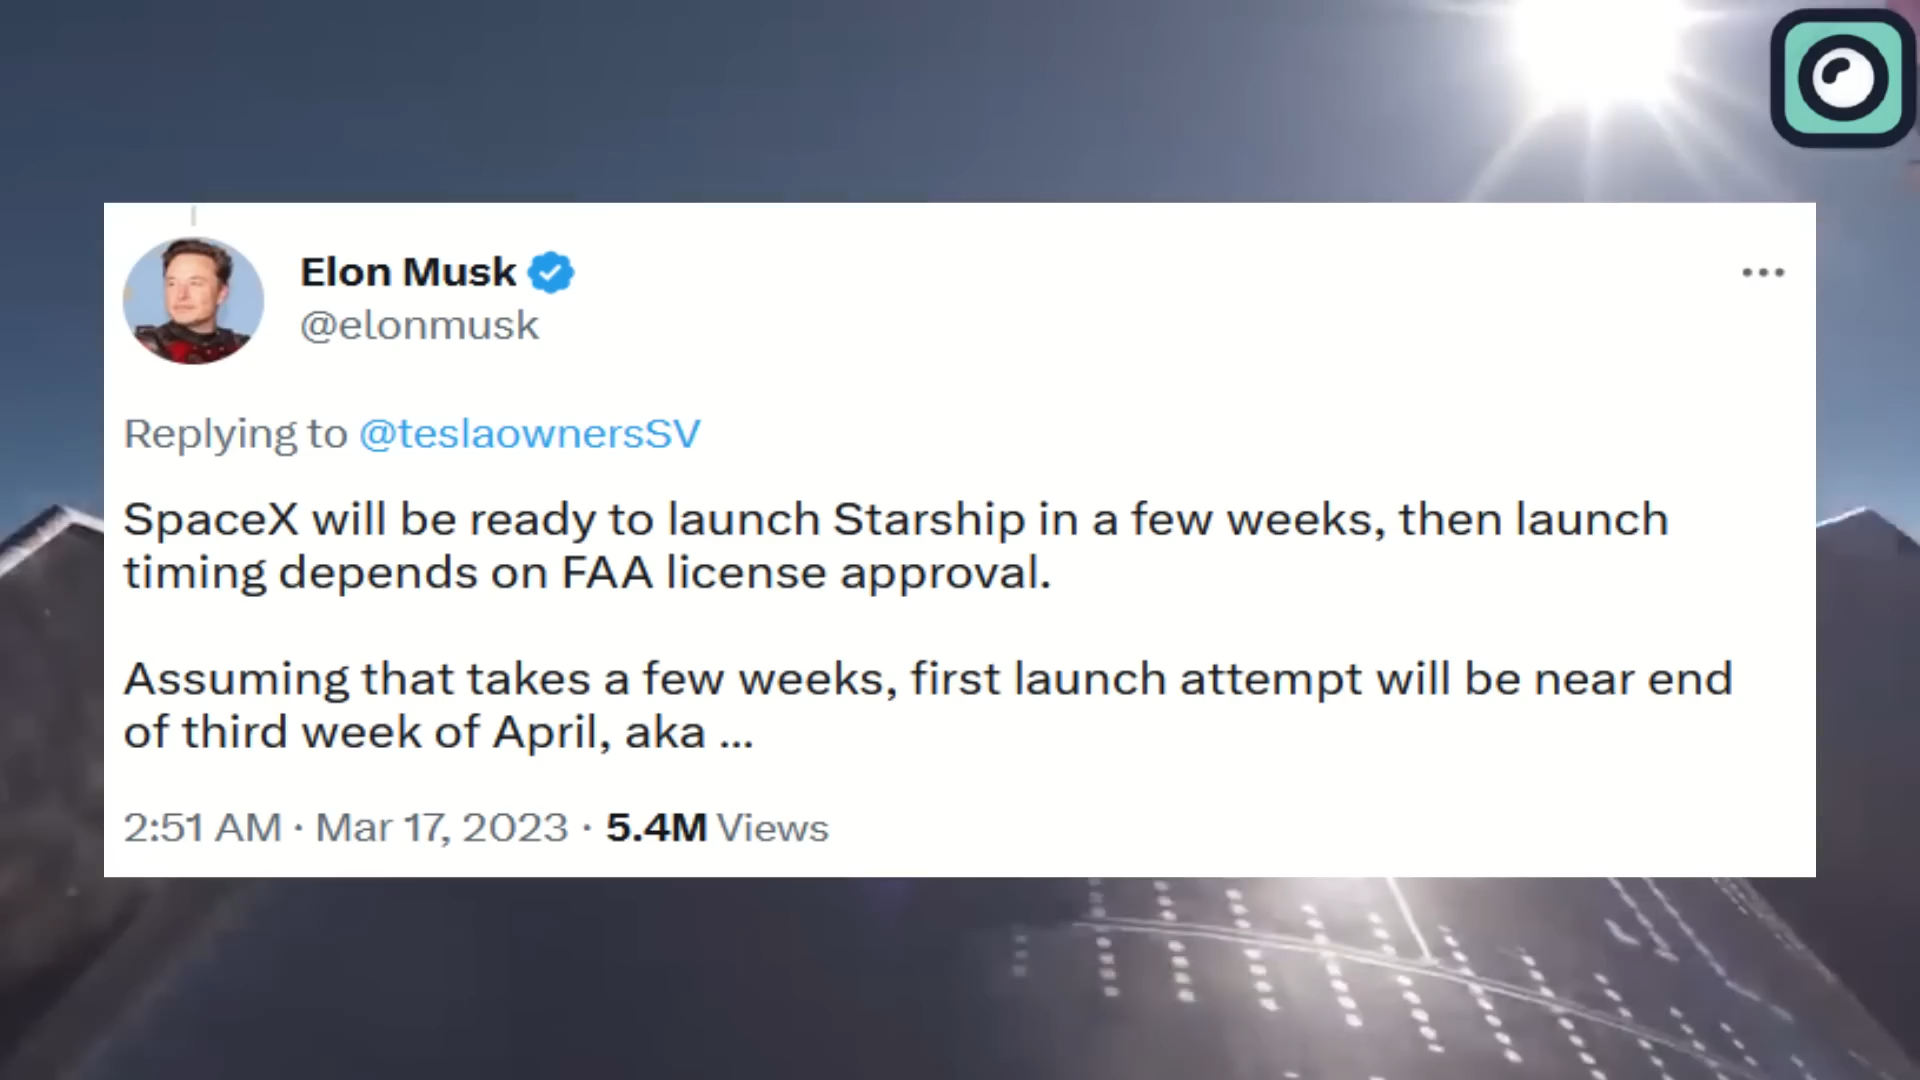 Elon Musk
@elonmusk
Replying to @teslaownersSV
SpaceX will be ready to launch Starship in a few weeks, then launch
timing depends on FAA license approval.
Assuming that takes a few weeks, first launch attempt will be near end
of third week of April, aka ...
2:51 AM · Mar 17, 2023 · 5.4M Views